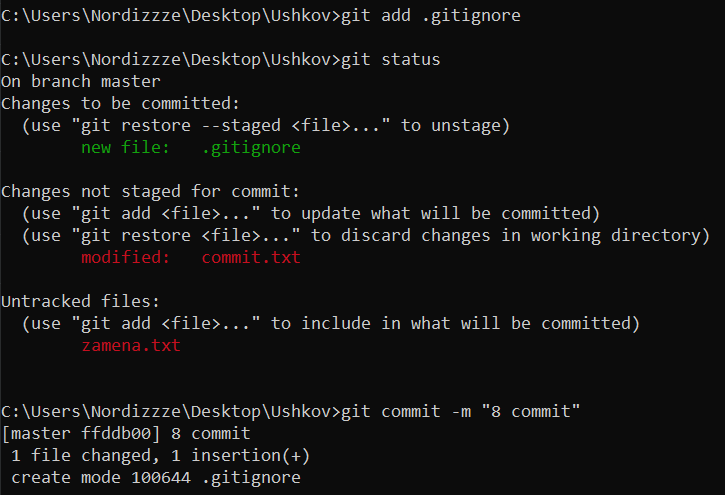 C:\Users\Nordizzze\Desktop\Ushkov>git add .gitignore
C:\Users\Nordizzze\Desktop\Ushkov>git status
On branch master
Changes to be committed:
  (use "git restore --staged <file>..." to unstage)
        new file:   .gitignore
Changes not staged for commit:
  (use "git add <file>..." to update what will be committed)
  (use "git restore <file>..." to discard changes in working directory)
        modified:   commit.txt
Untracked files:
  (use "git add <file>..." to include in what will be committed)
        zamena.txt
C:\Users\Nordizzze\Desktop\Ushkov>git commit -m "8 commit"
[master ffddb00] 8 commit
 1 file changed, 1 insertion(+)
 create mode 100644 .gitignore